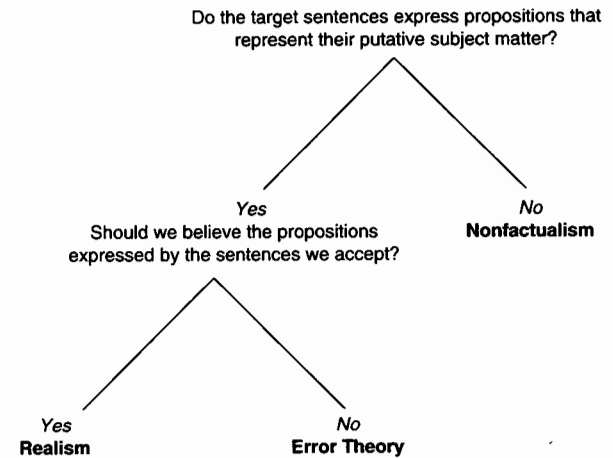 Do the target sentences express propositions that
represent their putative subject matter?
Yes
No
Should we believe the propositions
expressed by the sentences we accept?
Nonfactualism
Yes
No
Realism
Error Theory